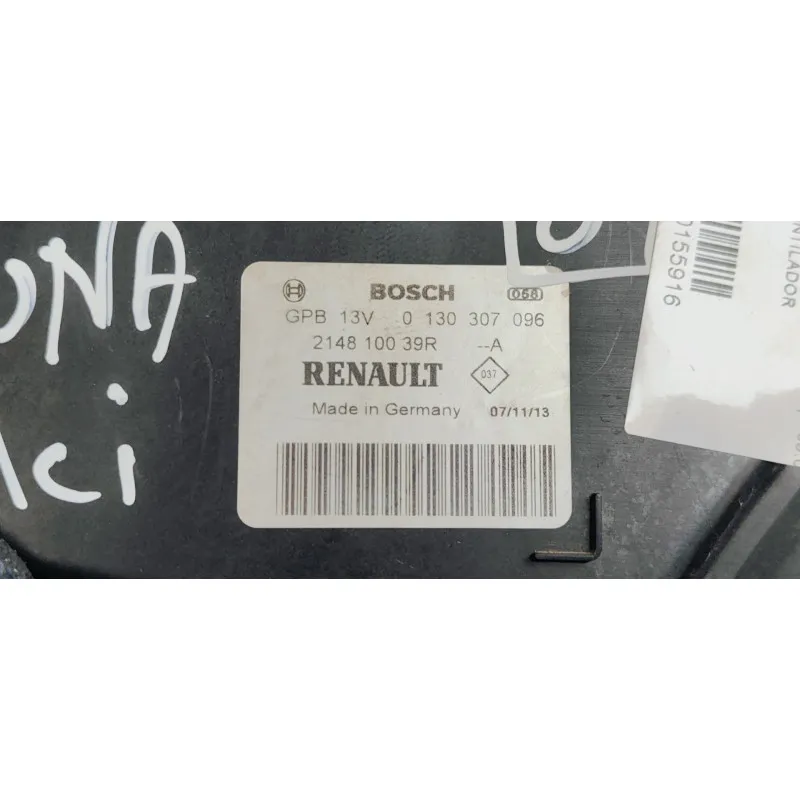 BOSCH 058
GPB 13V 0 130 307 096
2148 100 39R --A
RENAULT 037
Made in Germany 07/11/13
0155916
NTILADOR
ONA
ICi